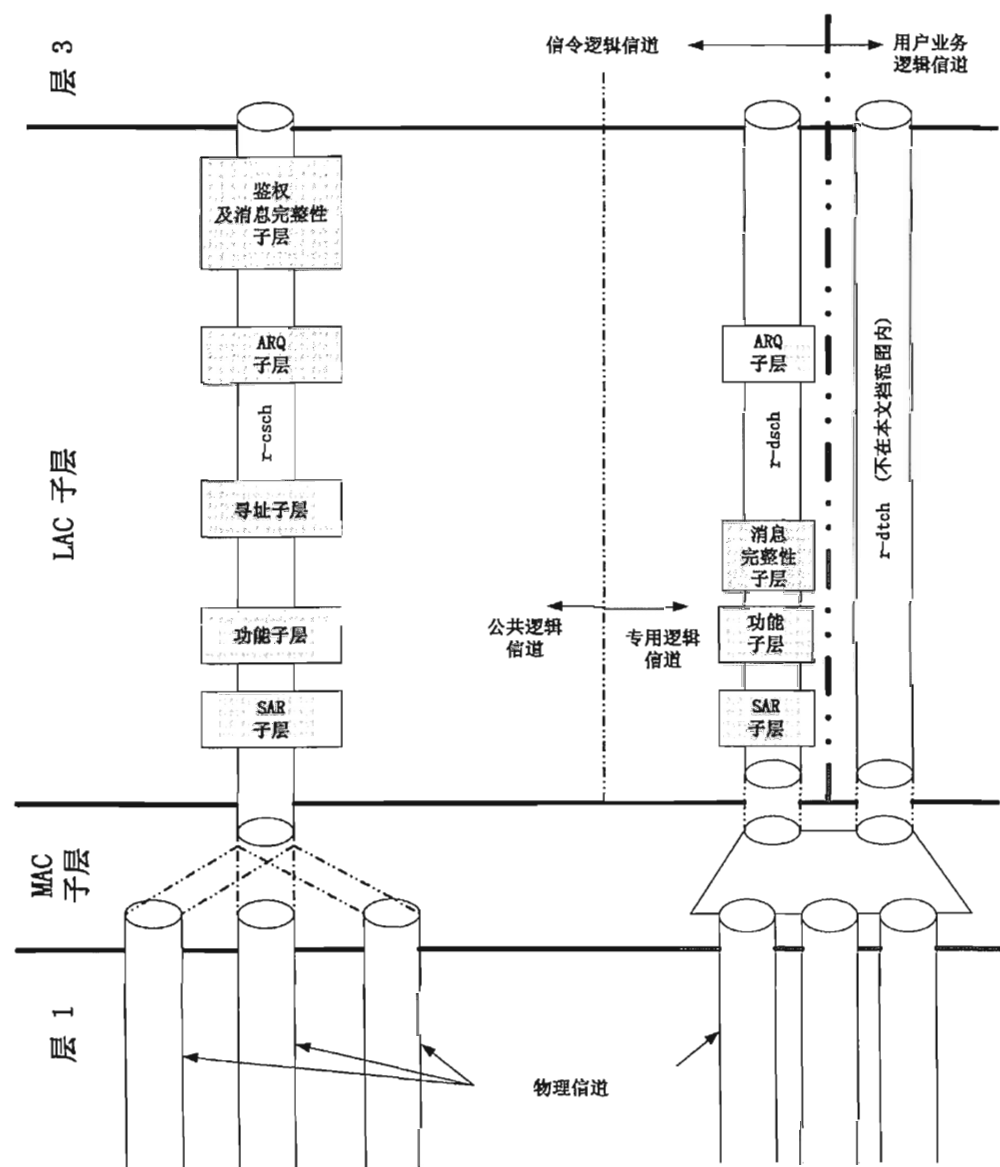 层 3
信令逻辑信道
用户业务
逻辑信道
鉴权
及消息完整性
子层
ARQ
子层
ARQ
子层
r-csch
r-dsch
r-dtch (不在本文档范围内)
LAC 子层
寻址子层
消息
完整性
子层
功能子层
公共逻辑
信道
专用逻辑
信道
功能
子层
SAR
子层
SAR
子层
MAC
子层
层 1
物理信道